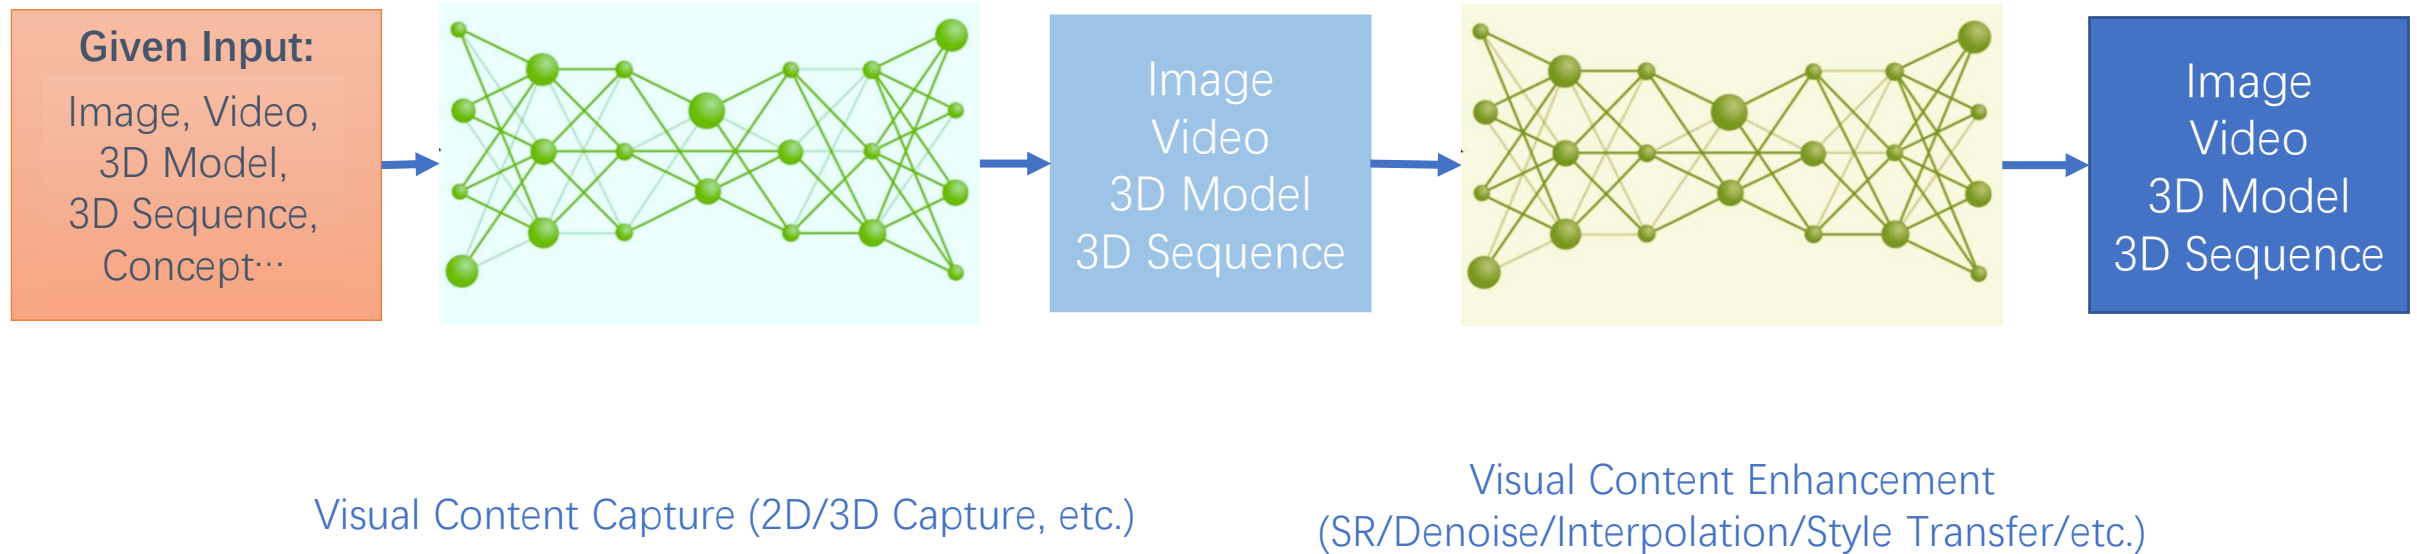 Given Input:
Image, Video,
3D Model,
3D Sequence,
Concept···
Image
Video
3D Model
3D Sequence
Image
Video
3D Model
3D Sequence
Visual Content Capture (2D/3D Capture, etc.)
Visual Content Enhancement
(SR/Denoise/Interpolation/Style Transfer/etc.)